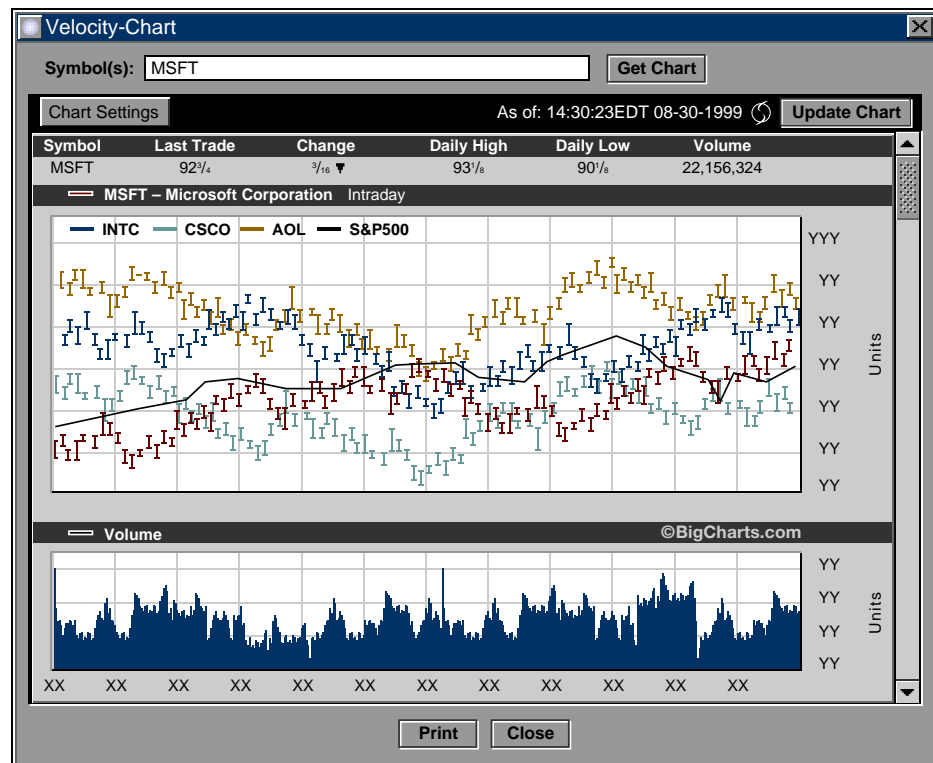 Velocity-Chart
Symbol(s): MSFT Get Chart
Chart Settings As of: 14:30:23EDT 08-30-1999 Update Chart
Symbol Last Trade Change Daily High Daily Low Volume
MSFT 92³/₄ ³/₁₆ 93¹/₈ 90¹/₈ 22,156,324
MSFT – Microsoft Corporation Intraday
INTC CSCO AOL S&P500
YYY
YY
YY
YY
YY
YY
YY
Units
Volume ©BigCharts.com
YY
YY
YY
YY
Units
XX XX XX XX XX XX XX XX XX XX XX XX
Print Close